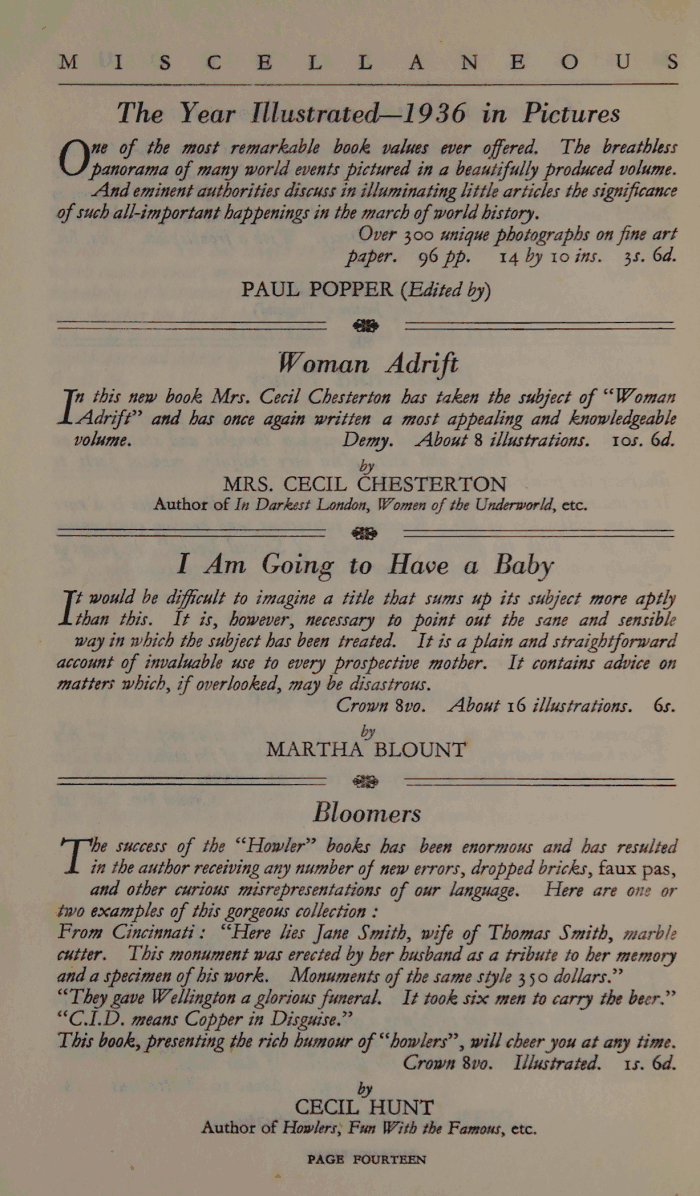 MISCELLANEOUS
The Year Illustrated—1936 in Pictures
One of the most remarkable book values ever offered. The breathless
panorama of many world events pictured in a beautifully produced volume.
And eminent authorities discuss in illuminating little articles the significance
of such all-important happenings in the march of world history.
Over 300 unique photographs on fine art
paper. 96 pp. 14 by 10 ins. 3s. 6d.
PAUL POPPER (Edited by)
Woman Adrift
In this new book Mrs. Cecil Chesterton has taken the subject of “Woman
Adrift” and has once again written a most appealing and knowledgeable
volume. Demy. About 8 illustrations. 10s. 6d.
by
MRS. CECIL CHESTERTON
Author of In Darkest London, Women of the Underworld, etc.
I Am Going to Have a Baby
It would be difficult to imagine a title that sums up its subject more aptly
than this. It is, however, necessary to point out the sane and sensible
way in which the subject has been treated. It is a plain and straightforward
account of invaluable use to every prospective mother. It contains advice on
matters which, if overlooked, may be disastrous.
Crown 8vo. About 16 illustrations. 6s.
by
MARTHA BLOUNT
Bloomers
The success of the “Howler” books has been enormous and has resulted
in the author receiving any number of new errors, dropped bricks, faux pas,
and other curious misrepresentations of our language. Here are one or
two examples of this gorgeous collection :
From Cincinnati : “Here lies Jane Smith, wife of Thomas Smith, marble
cutter. This monument was erected by her husband as a tribute to her memory
and a specimen of his work. Monuments of the same style 350 dollars.”
“They gave Wellington a glorious funeral. It took six men to carry the beer.”
“C.I.D. means Copper in Disguise.”
This book, presenting the rich humour of “howlers”, will cheer you at any time.
Crown 8vo. Illustrated. 1s. 6d.
by
CECIL HUNT
Author of Howlers, Fun With the Famous, etc.
PAGE FOURTEEN